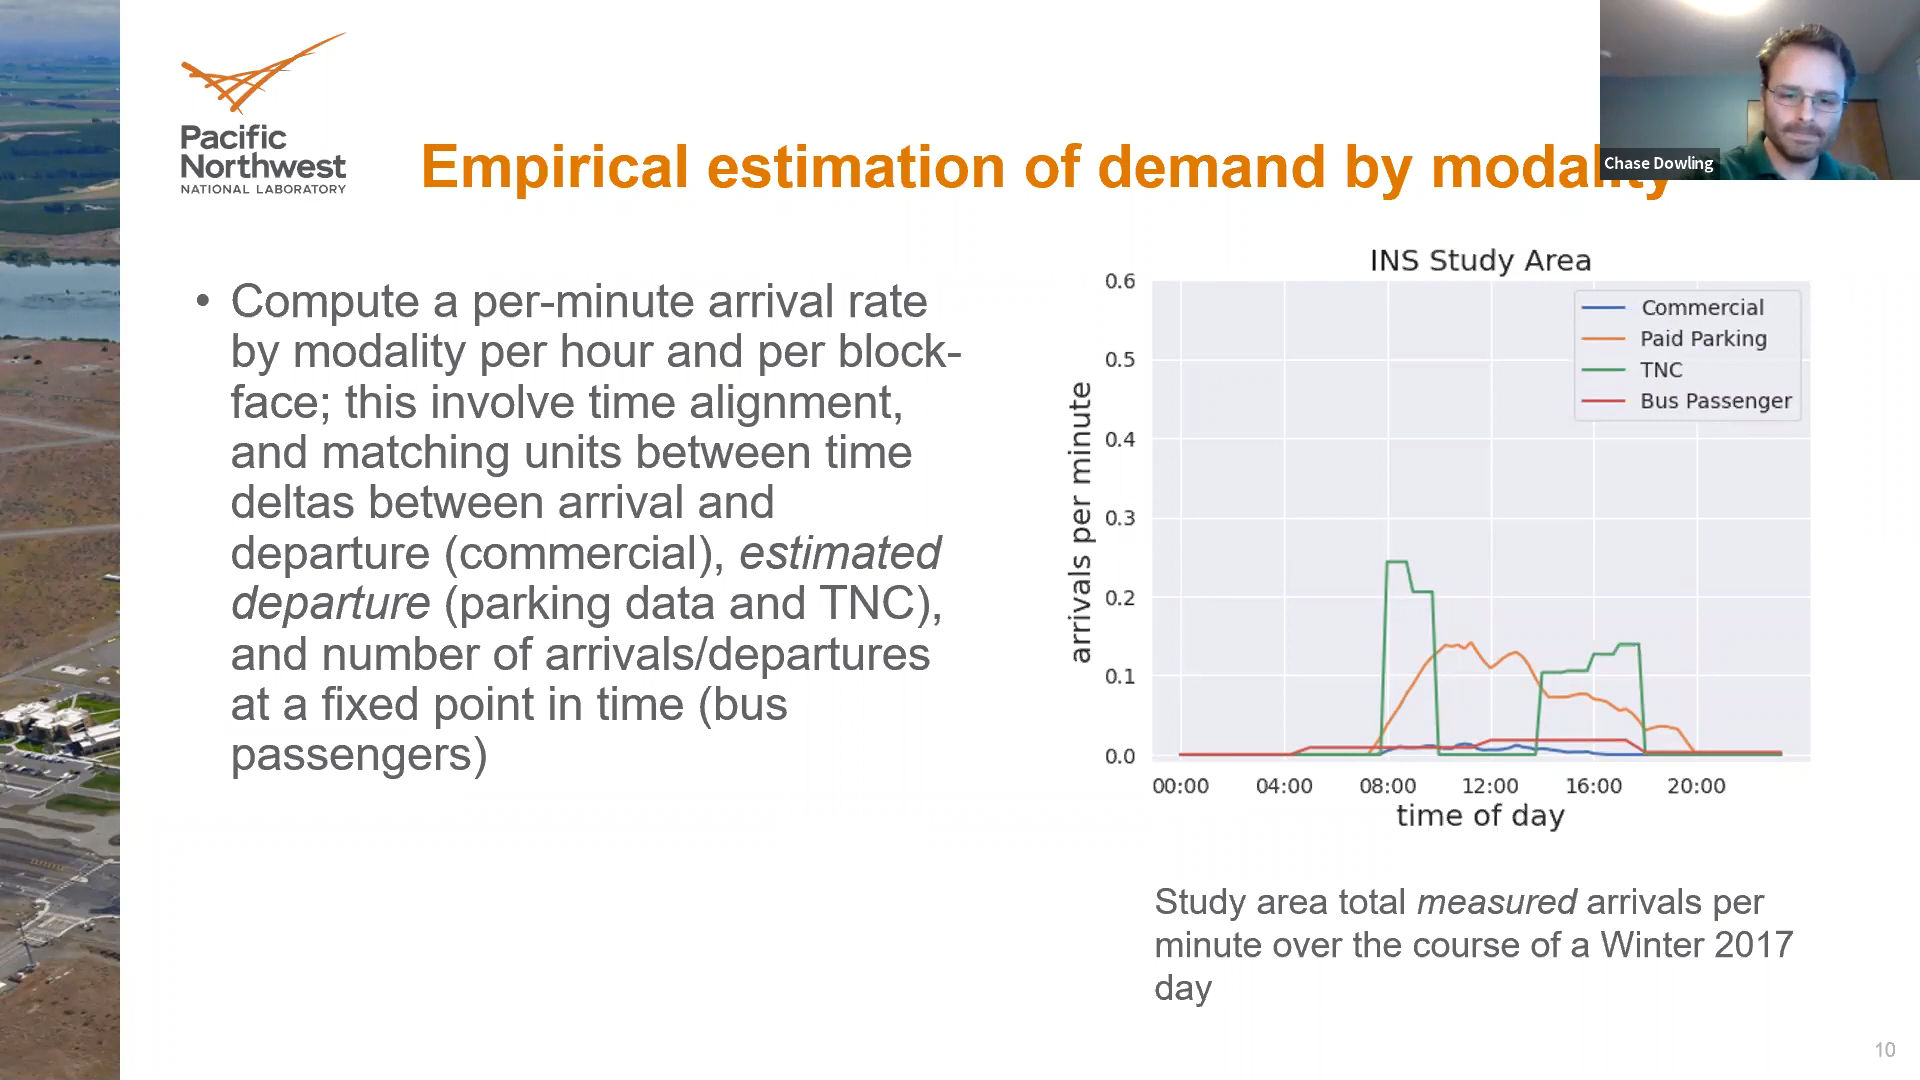 Pacific
Northwest
NATIONAL LABORATORY
Empirical estimation of demand by modality
Chase Dowling
• Compute a per-minute arrival rate
by modality per hour and per block-
face; this involve time alignment,
and matching units between time
deltas between arrival and
departure (commercial), estimated
departure (parking data and TNC),
and number of arrivals/departures
at a fixed point in time (bus
passengers)
INS Study Area
Commercial
Paid Parking
TNC
Bus Passenger
arrivals per minute
0.6
0.5
0.4
0.3
0.2
0.1
0.0
00:00 04:00 08:00 12:00 16:00 20:00
time of day
Study area total measured arrivals per
minute over the course of a Winter 2017
day
10